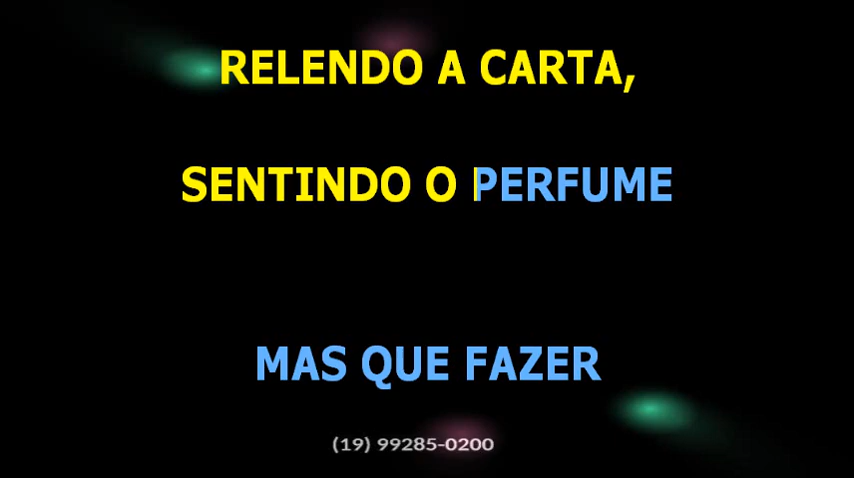 RELENDO A CARTA,
SENTINDO O PERFUME
MAS QUE FAZER
(19) 99285-0200